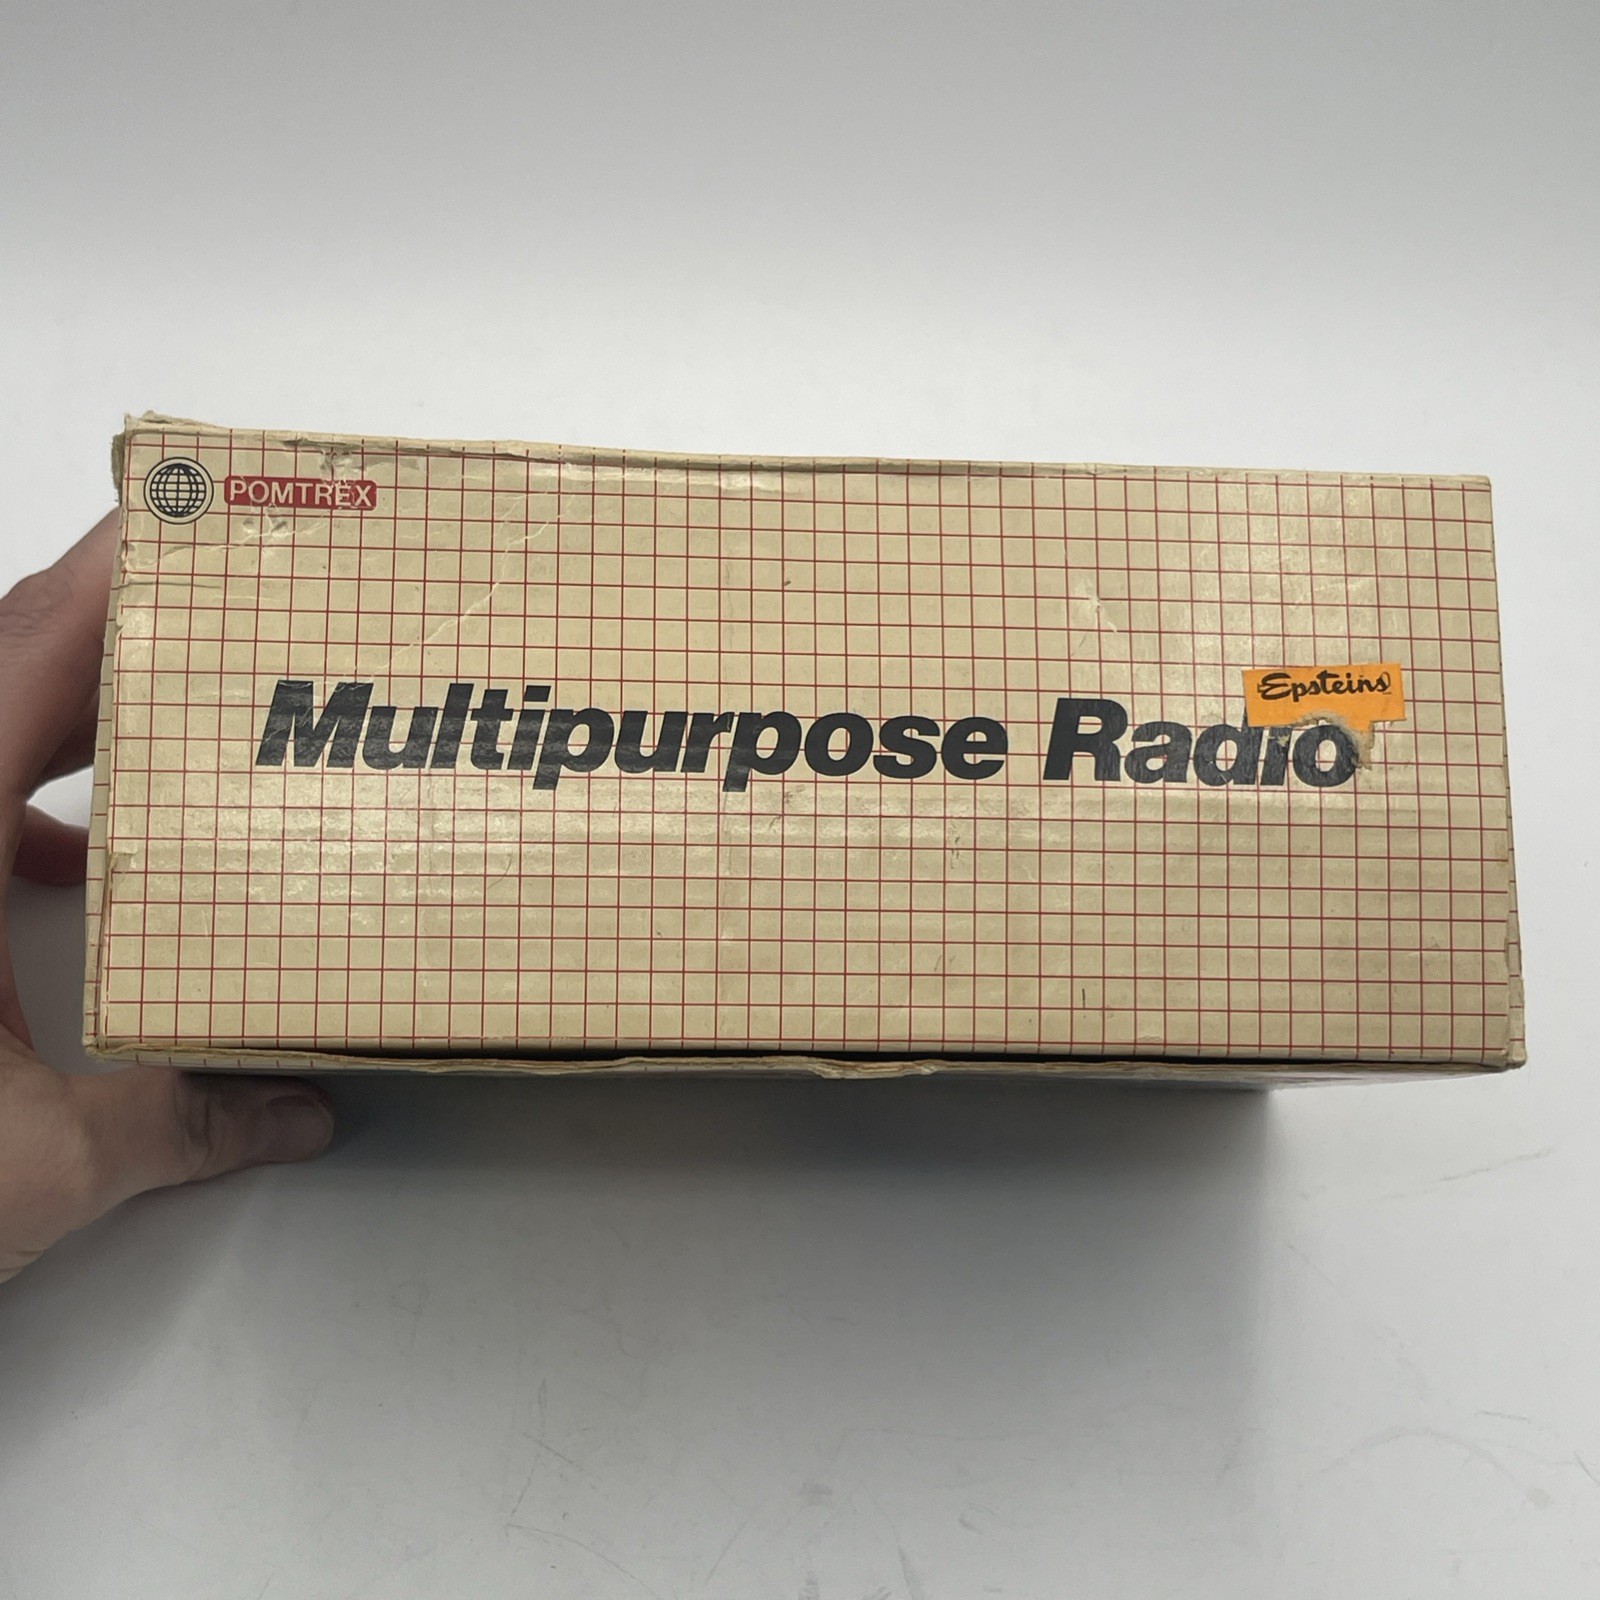 POMTREX
Epsteins
Multipurpose Radio